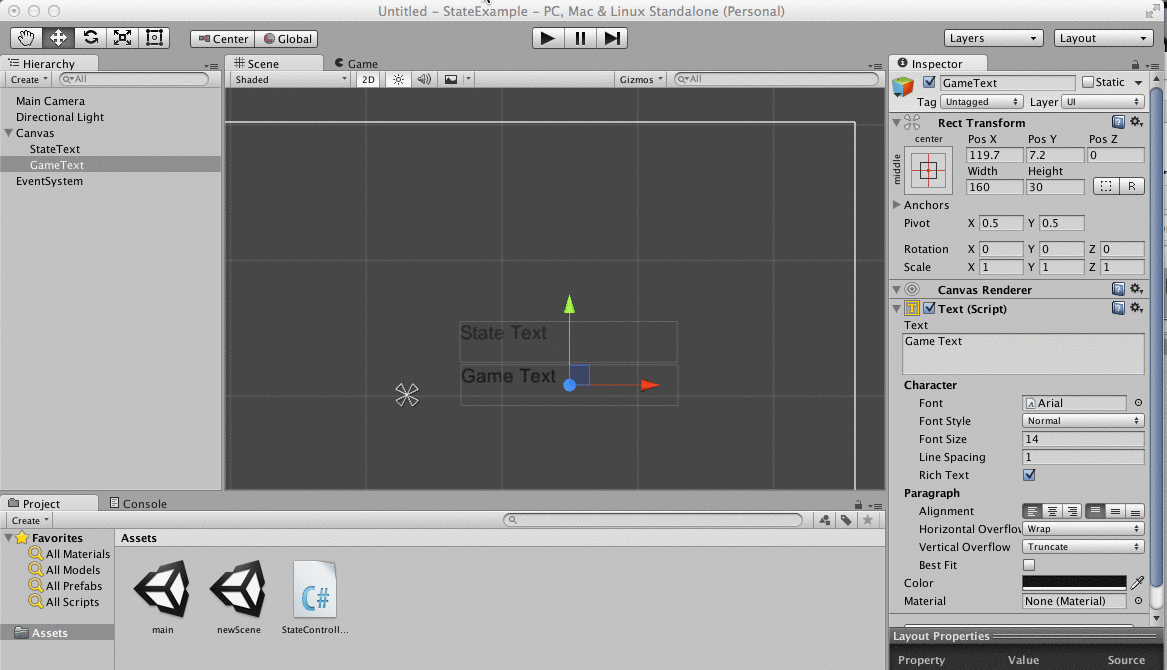 Untitled – StateExample – PC, Mac & Linux Standalone (Personal)
Center Global Layers Layout
Hierarchy
Create All
Main Camera
Directional Light
Canvas
StateText
GameText
EventSystem
Scene Game
Shaded 2D Gizmos All
State Text
Game Text
Inspector
GameText Static
Tag Untagged Layer UI
Rect Transform
center Pos X Pos Y Pos Z
middle
119.7 7.2 0
Width Height
160 30 R
Anchors
Pivot X 0.5 Y 0.5
Rotation X 0 Y 0 Z 0
Scale X 1 Y 1 Z 1
Canvas Renderer
T Text (Script)
Text
Game Text
Character
Font Arial
Font Style Normal
Font Size 14
Line Spacing 1
Rich Text
Paragraph
Alignment
Horizontal Overflow Wrap
Vertical Overflow Truncate
Best Fit
Color
Material None (Material)
Layout Properties
Property Value Source
Project Console
Create
Favorites
All Materials
All Models
All Prefabs
All Scripts
Assets
Assets
C#
main newScene StateControll...